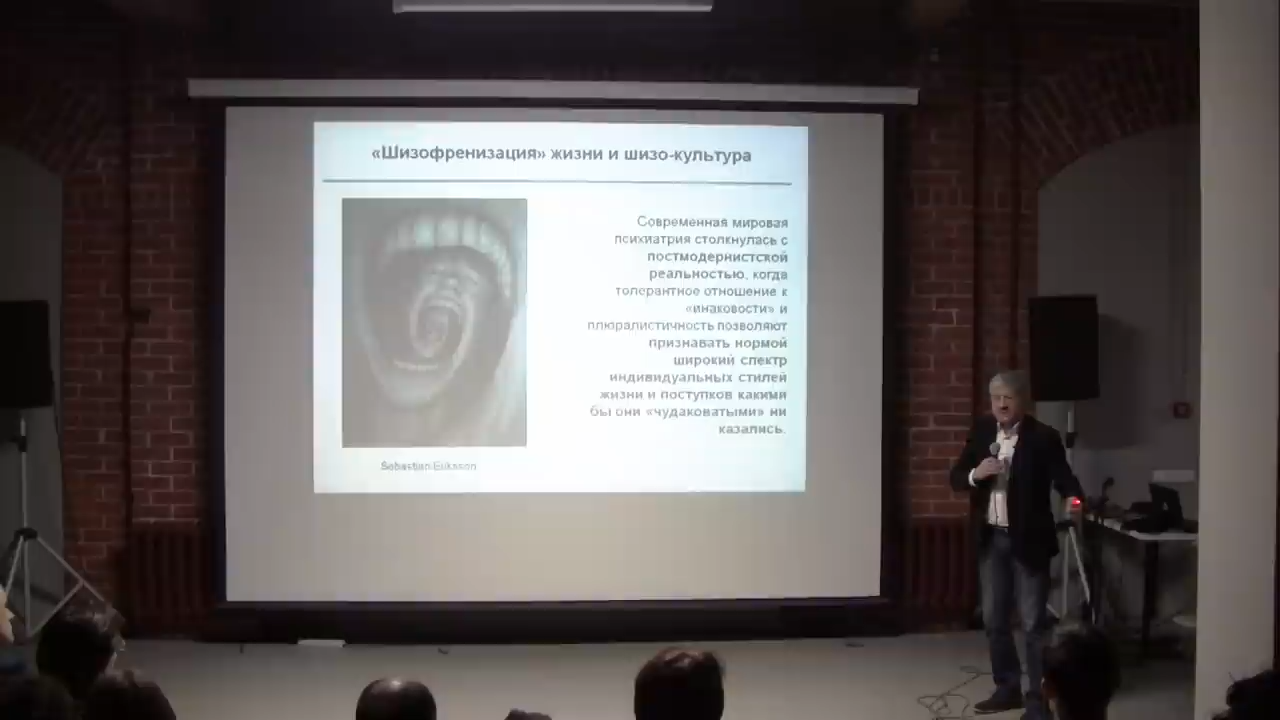 «Шизофренизация» жизни и шизо-культура
Современная мировая
психиатрия столкнулась с
постмодернистской
реальностью, когда
толерантное отношение к
«инаковости» и
плюралистичность позволяют
признавать нормой
широкий спектр
индивидуальных стилей
жизни и поступков какими
бы они «чудаковатыми» ни
казались.
Sebastian Eriksson